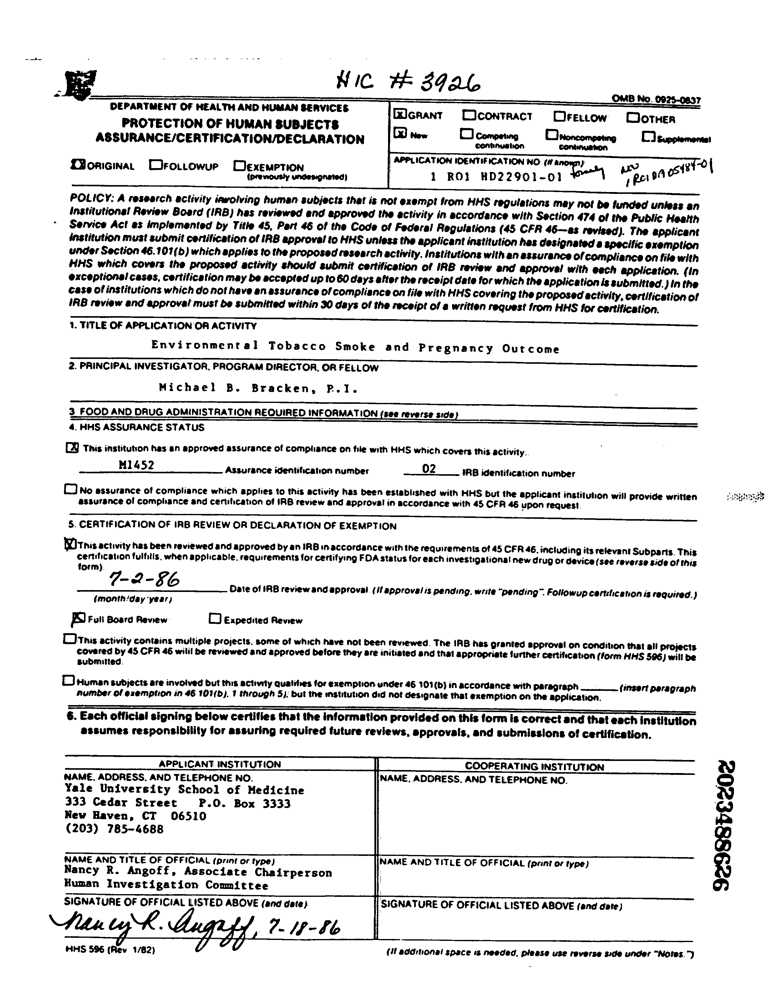 HIC # 3926
OMB No. 0925-0637
DEPARTMENT OF HEALTH AND HUMAN SERVICES
PROTECTION OF HUMAN SUBJECTS
ASSURANCE/CERTIFICATION/DECLARATION
GRANT CONTRACT FELLOW OTHER
New Competing continuation Noncompeting continuation Supplemental
ORIGINAL FOLLOWUP EXEMPTION (previously undesignated)
APPLICATION IDENTIFICATION NO (if known)
1 RO1 HD22901-01 formerly
POLICY: A research activity involving human subjects that is not exempt from HHS regulations may not be funded unless an
Institutional Review Board (IRB) has reviewed and approved the activity in accordance with Section 474 of the Public Health
Service Act as implemented by Title 45, Part 46 of the Code of Federal Regulations (45 CFR 46—as revised). The applicant
institution must submit certification of IRB approval to HHS unless the applicant institution has designated a specific exemption
under Section 46.101(b) which applies to the proposed research activity. Institutions with an assurance of compliance on file with
HHS which covers the proposed activity should submit certification of IRB review and approval with each application. (In
exceptional cases, certification may be accepted up to 60 days after the receipt date for which the application is submitted.) In the
case of institutions which do not have an assurance of compliance on file with HHS covering the proposed activity, certification of
IRB review and approval must be submitted within 30 days of the receipt of a written request from HHS for certification.
1. TITLE OF APPLICATION OR ACTIVITY
Environmental Tobacco Smoke and Pregnancy Outcome
2. PRINCIPAL INVESTIGATOR, PROGRAM DIRECTOR, OR FELLOW
Michael B. Bracken, P.I.
3 FOOD AND DRUG ADMINISTRATION REQUIRED INFORMATION (see reverse side)
4. HHS ASSURANCE STATUS
This institution has an approved assurance of compliance on file with HHS which covers this activity.
M1452 Assurance identification number 02 IRB identification number
No assurance of compliance which applies to this activity has been established with HHS but the applicant institution will provide written
assurance of compliance and certification of IRB review and approval in accordance with 45 CFR 46 upon request.
5. CERTIFICATION OF IRB REVIEW OR DECLARATION OF EXEMPTION
This activity has been reviewed and approved by an IRB in accordance with the requirements of 45 CFR 46, including its relevant Subparts. This
certification fulfills, when applicable, requirements for certifying FDA status for each investigational new drug or device (see reverse side of this
form).
7-2-86 Date of IRB review and approval (If approval is pending, write "pending". Followup certification is required.)
(month/day/year)
Full Board Review Expedited Review
This activity contains multiple projects, some of which have not been reviewed. The IRB has granted approval on condition that all projects
covered by 45 CFR 46 wilil be reviewed and approved before they are initiated and that appropriate further certification (form HHS 596) will be
submitted.
Human subjects are involved but this activity qualifies for exemption under 46 101(b) in accordance with paragraph (insert paragraph
number of exemption in 46 101(b), 1 through 5), but the institution did not designate that exemption on the application.
6. Each official signing below certifies that the information provided on this form is correct and that each institution
assumes responsibility for assuring required future reviews, approvals, and submissions of certification.
APPLICANT INSTITUTION
NAME, ADDRESS, AND TELEPHONE NO.
Yale University School of Medicine
333 Cedar Street P.O. Box 3333
New Haven, CT 06510
(203) 785-4688
COOPERATING INSTITUTION
NAME, ADDRESS, AND TELEPHONE NO.
NAME AND TITLE OF OFFICIAL (print or type)
Nancy R. Angoff, Associate Chairperson
Human Investigation Committee
NAME AND TITLE OF OFFICIAL (print or type)
SIGNATURE OF OFFICIAL LISTED ABOVE (and date)
Nancy R. Angoff, 7-18-86
SIGNATURE OF OFFICIAL LISTED ABOVE (and date)
HHS 596 (Rev 1/82)
(If additional space is needed, please use reverse side under "Notes.")
2023488626